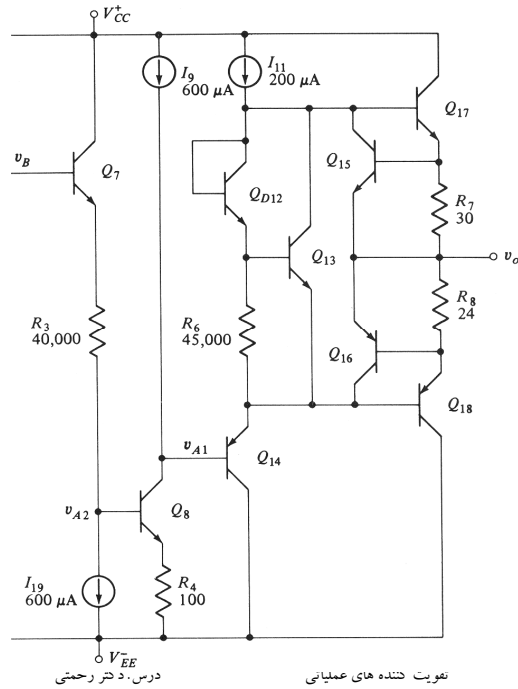 V⁺CC
I9
600 μA
I11
200 μA
Q17
vB
Q7
Q15
QD12
R7
30
Q13
vo
R3
40,000
R6
45,000
R8
24
Q16
Q18
vA1
Q14
vA2
Q8
I19
600 μA
R4
100
V⁻EE
درس: دکتر رحمتی
تقویت کننده های عملیاتی